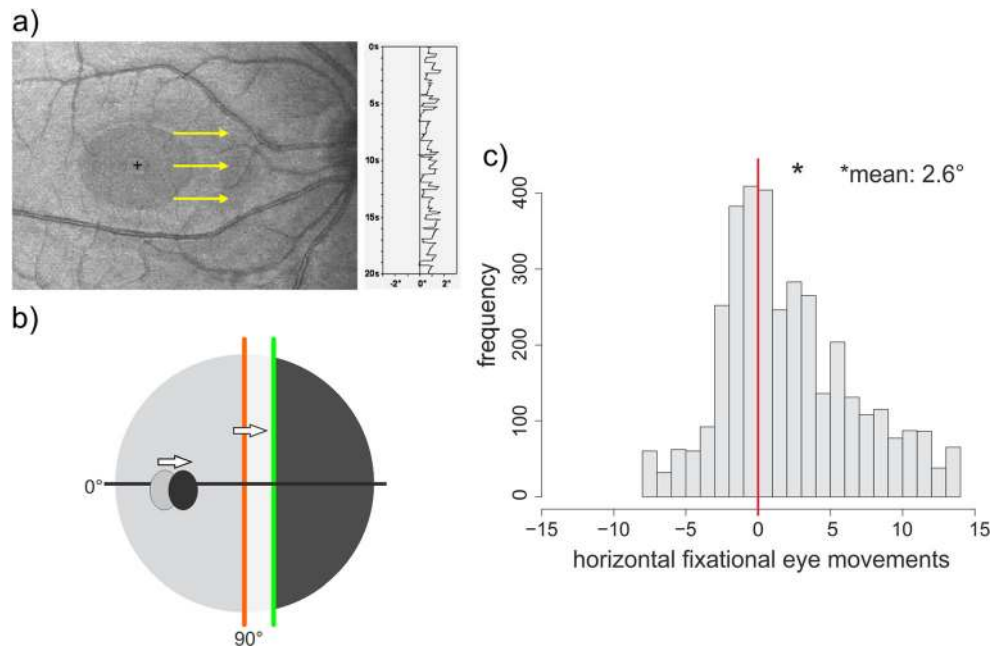 a)
0s
5s
10s
15s
20s
-2° 0° 2°
b)
0°
90°
c)
* *mean: 2.6°
frequency
400
300
200
100
0
−15 −10 −5 0 5 10 15
horizontal fixational eye movements